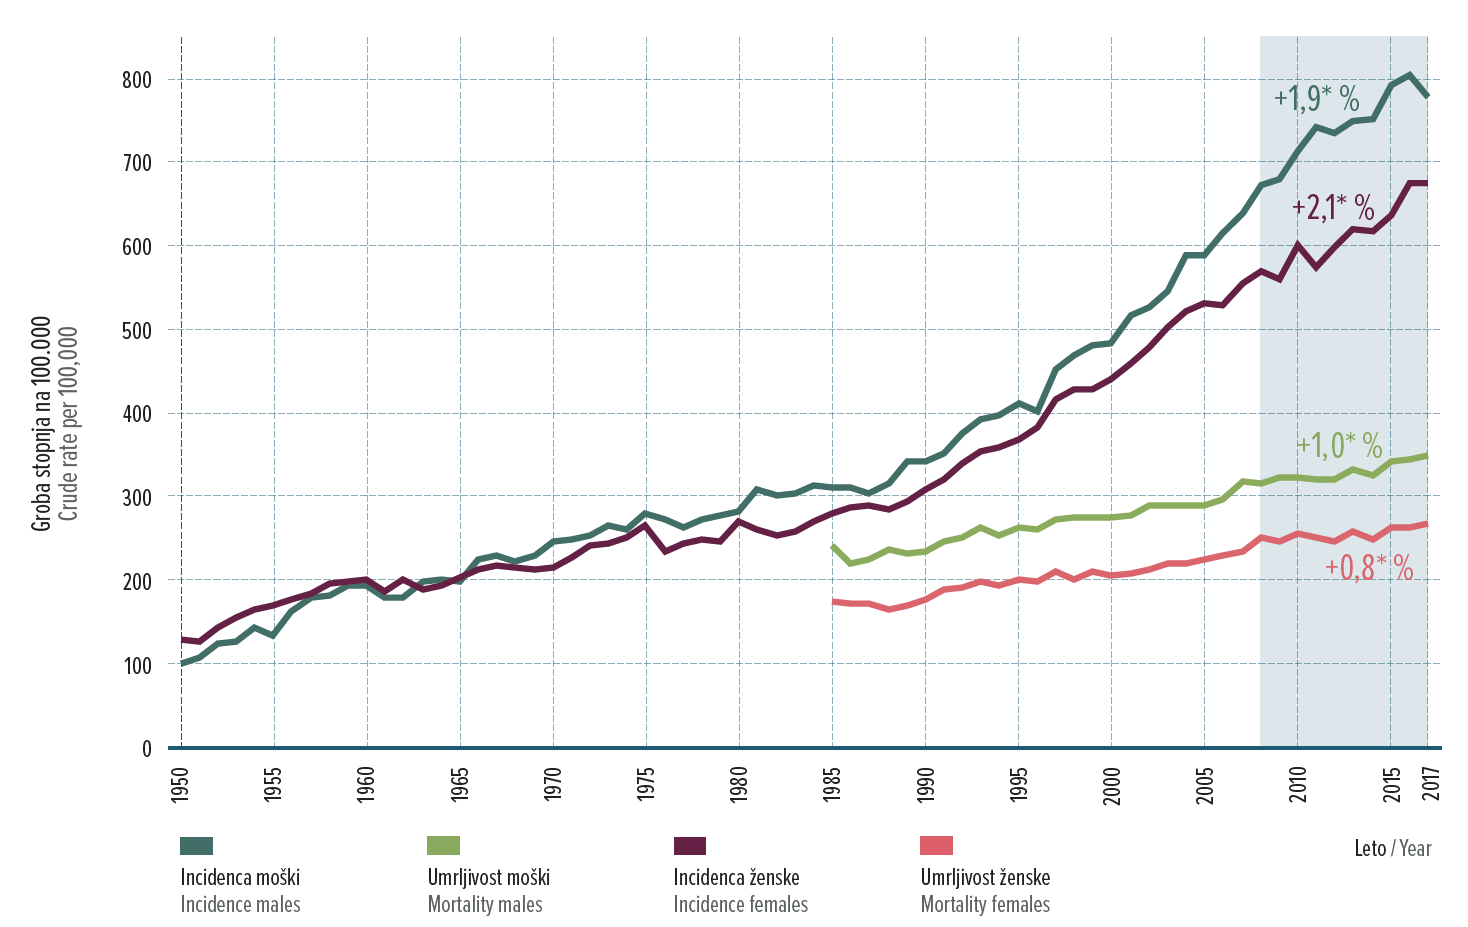 Groba stopnja na 100.000
Crude rate per 100,000
800
700
600
500
400
300
200
100
0
+1,9* %
+2,1* %
+1,0* %
+0,8* %
1950
1955
1960
1965
1970
1975
1980
1985
1990
1995
2000
2005
2010
2015
2017
Leto / Year
Incidenca moški
Incidence males
Umrljivost moški
Mortality males
Incidenca ženske
Incidence females
Umrljivost ženske
Mortality females